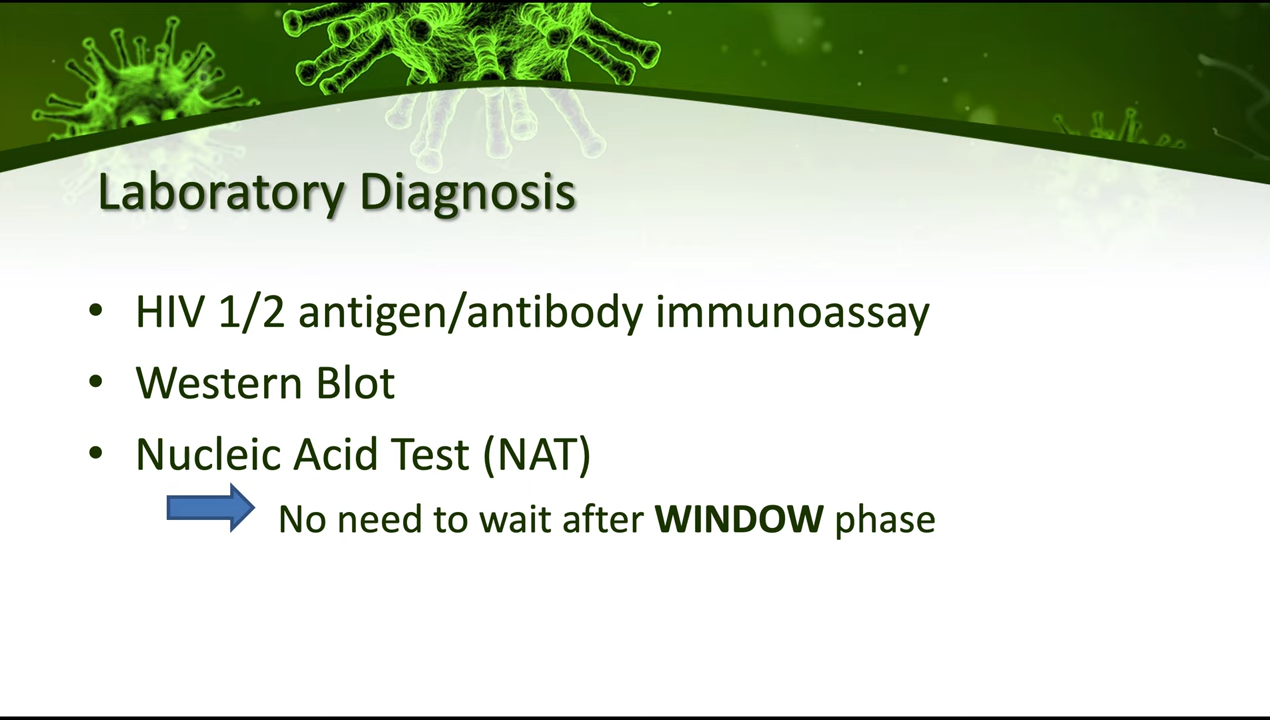 Laboratory Diagnosis
• HIV 1/2 antigen/antibody immunoassay
• Western Blot
• Nucleic Acid Test (NAT)
No need to wait after WINDOW phase